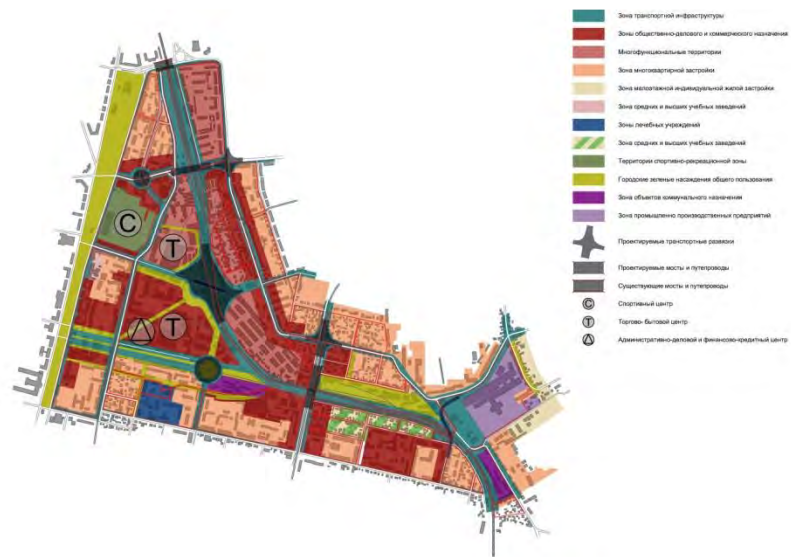 Зона транспортной инфраструктуры
Зоны общественно-делового и коммерческого назначения
Многофункциональные территории
Зона многоквартирной застройки
Зона малоэтажной индивидуальной жилой застройки
Зона средних и высших учебных заведений
Зоны лечебных учреждений
Зона средних и высших учебных заведений
Территории спортивно-рекреационной зоны
Городские зеленые насаждения общего пользования
Зона объектов коммунального назначения
Зона промышленно производственных предприятий
Проектируемые транспортные развязки
Проектируемые мосты и путепроводы
Существующие мосты и путепроводы
С Спортивный центр
Т Торгово- бытовой центр
А Административно-деловой и финансово-кредитный центр
С
Т
А Т